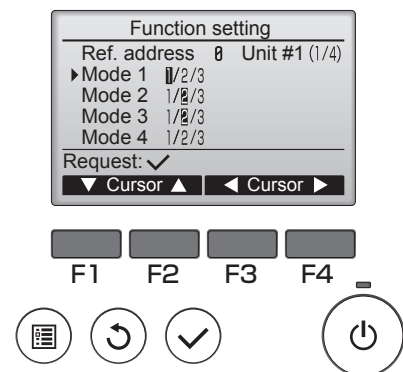 Function setting
Ref. address 0 Unit #1 (1/4)
▶Mode 1 1/2/3
Mode 2 1/2/3
Mode 3 1/2/3
Mode 4 1/2/3
Request: ✓
▼ Cursor ▲ ◀ Cursor ▶
F1 F2 F3 F4